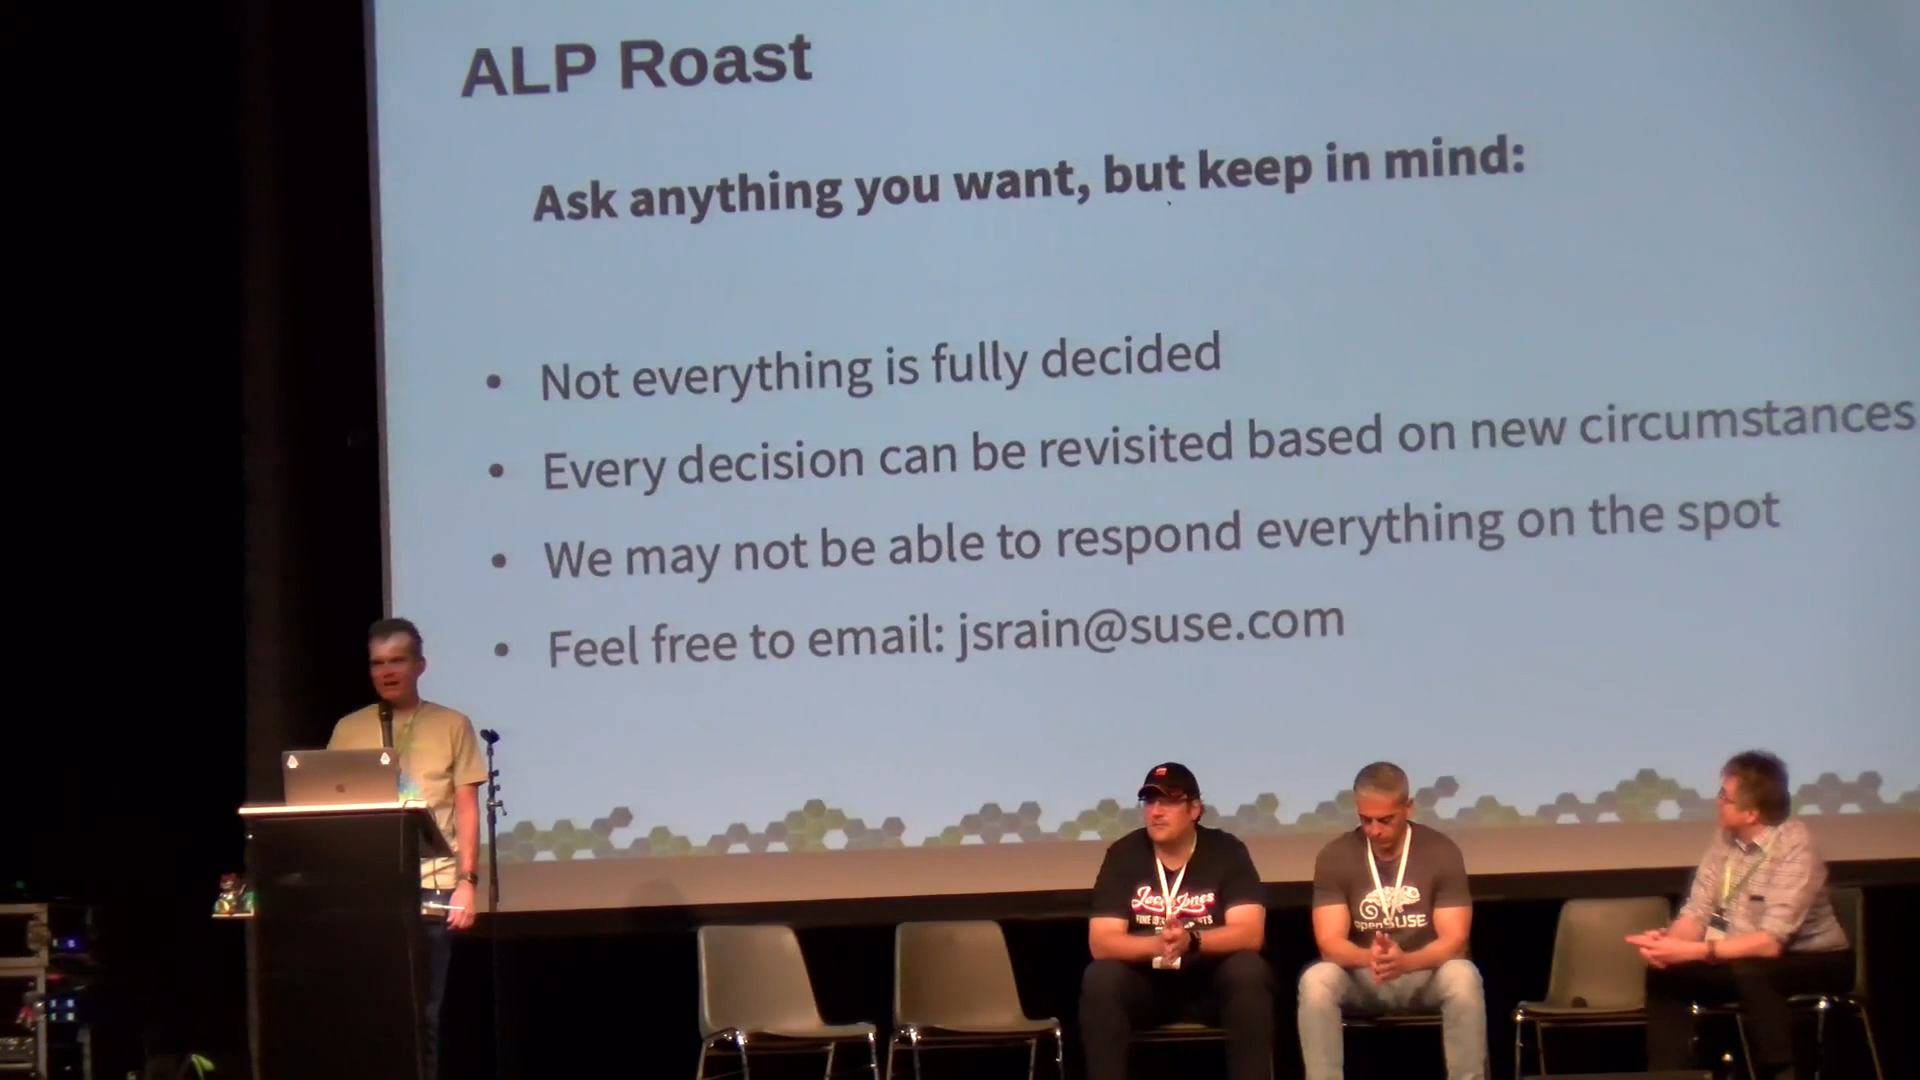 ALP Roast
Ask anything you want, but keep in mind:
• Not everything is fully decided
• Every decision can be revisited based on new circumstances
• We may not be able to respond everything on the spot
• Feel free to email: jsrain@suse.com
Jones
openSUSE